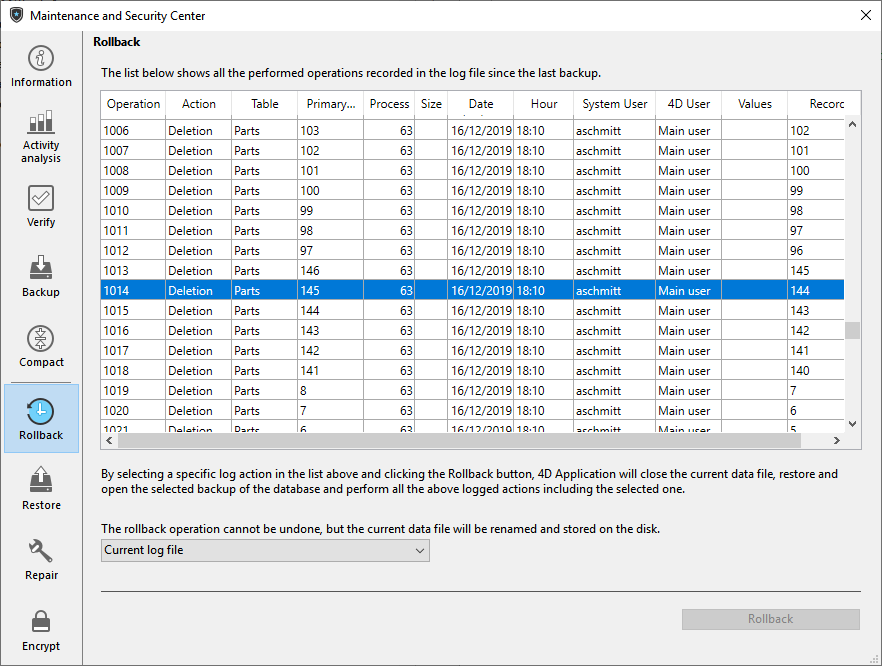 Maintenance and Security Center
Information
Activity
analysis
Verify
Backup
Compact
Rollback
Restore
Repair
Encrypt
Rollback
The list below shows all the performed operations recorded in the log file since the last backup.
Operation Action Table Primary... Process Size Date Hour System User 4D User Values Recorc
1006 Deletion Parts 103 63 16/12/2019 18:10 aschmitt Main user 102
1007 Deletion Parts 102 63 16/12/2019 18:10 aschmitt Main user 101
1008 Deletion Parts 101 63 16/12/2019 18:10 aschmitt Main user 100
1009 Deletion Parts 100 63 16/12/2019 18:10 aschmitt Main user 99
1010 Deletion Parts 99 63 16/12/2019 18:10 aschmitt Main user 98
1011 Deletion Parts 98 63 16/12/2019 18:10 aschmitt Main user 97
1012 Deletion Parts 97 63 16/12/2019 18:10 aschmitt Main user 96
1013 Deletion Parts 146 63 16/12/2019 18:10 aschmitt Main user 145
1014 Deletion Parts 145 63 16/12/2019 18:10 aschmitt Main user 144
1015 Deletion Parts 144 63 16/12/2019 18:10 aschmitt Main user 143
1016 Deletion Parts 143 63 16/12/2019 18:10 aschmitt Main user 142
1017 Deletion Parts 142 63 16/12/2019 18:10 aschmitt Main user 141
1018 Deletion Parts 141 63 16/12/2019 18:10 aschmitt Main user 140
1019 Deletion Parts 8 63 16/12/2019 18:10 aschmitt Main user 7
1020 Deletion Parts 7 63 16/12/2019 18:10 aschmitt Main user 6
1021 Deletion Parts 6 63 16/12/2019 18:10 aschmitt Main user 5
By selecting a specific log action in the list above and clicking the Rollback button, 4D Application will close the current data file, restore and
open the selected backup of the database and perform all the above logged actions including the selected one.
The rollback operation cannot be undone, but the current data file will be renamed and stored on the disk.
Current log file
Rollback